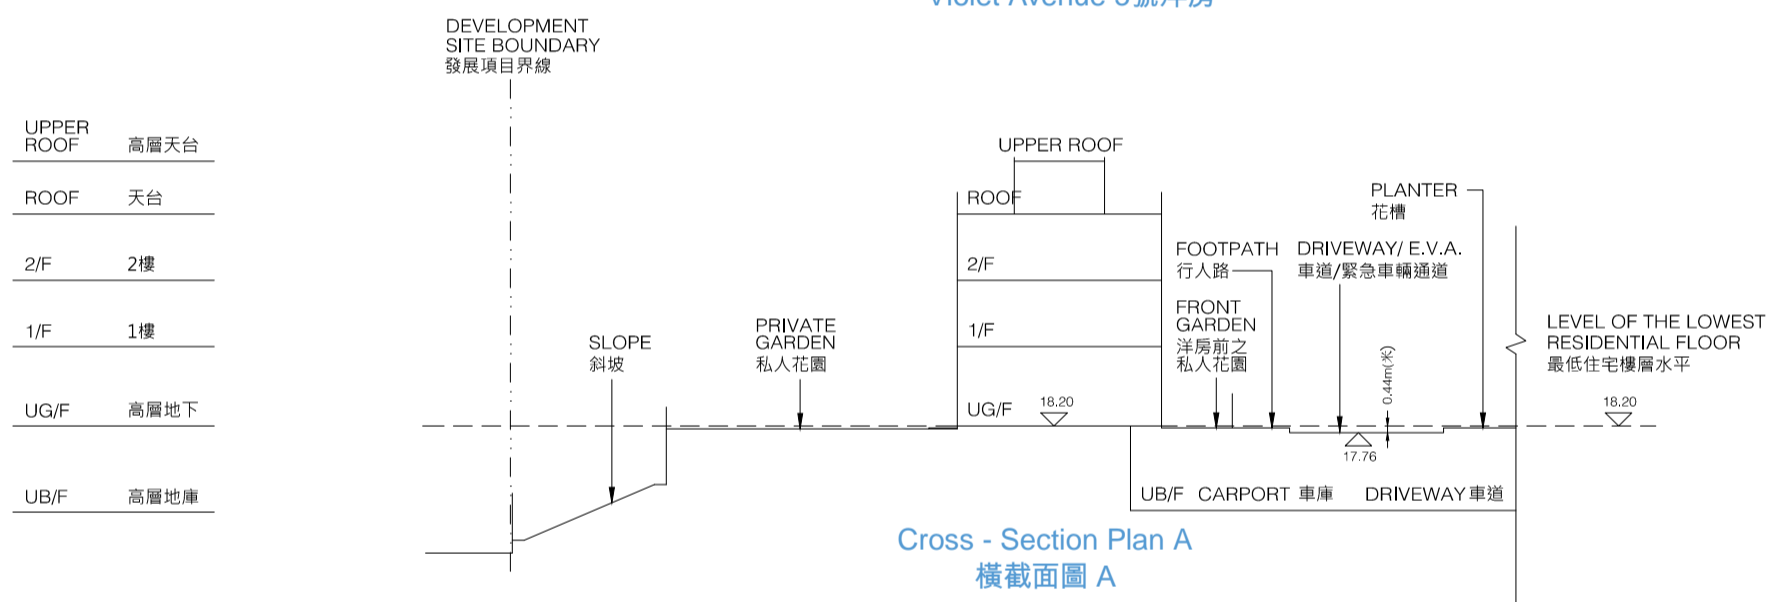 DEVELOPMENT
SITE BOUNDARY
發展項目界線
UPPER
ROOF 高層天台
ROOF 天台
2/F 2樓
1/F 1樓
UG/F 高層地下
UB/F 高層地庫
SLOPE
斜坡
PRIVATE
GARDEN
私人花園
UPPER ROOF
ROOF
2/F
1/F
UG/F
18.20
FOOTPATH
行人路
FRONT
GARDEN
洋房前之
私人花園
DRIVEWAY/ E.V.A.
車道/緊急車輛通道
PLANTER
花槽
0.44m(米)
17.76
UB/F CARPORT 車庫 DRIVEWAY 車道
LEVEL OF THE LOWEST
RESIDENTIAL FLOOR
最低住宅樓層水平
18.20
Cross - Section Plan A
橫截面圖 A